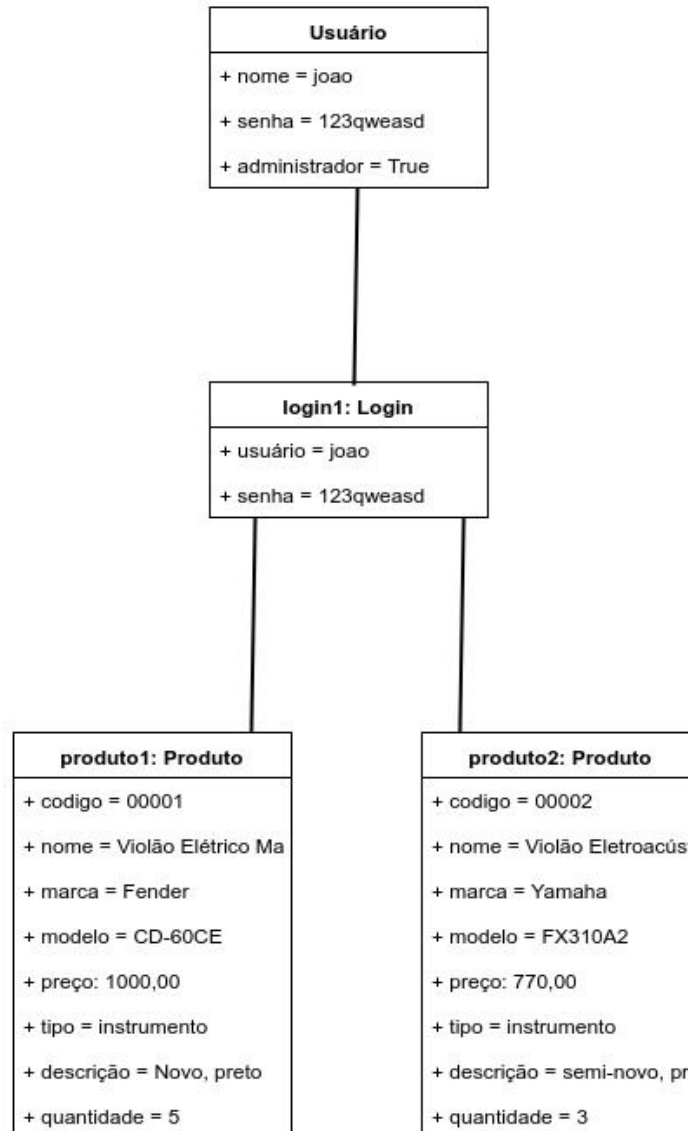 Usuário
+ nome = joao
+ senha = 123qweasd
+ administrador = True
login1: Login
+ usuário = joao
+ senha = 123qweasd
produto1: Produto
+ codigo = 00001
+ nome = Violão Elétrico Ma
+ marca = Fender
+ modelo = CD-60CE
+ preço: 1000,00
+ tipo = instrumento
+ descrição = Novo, preto
+ quantidade = 5
produto2: Produto
+ codigo = 00002
+ nome = Violão
+ marca = Yamaha
+ modelo = FX310A2
+ preço: 770,00
+ tipo = instrumento
+ descrição = semi-novo,
+ quantidade = 3